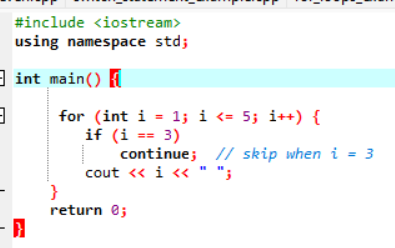 #include <iostream>
using namespace std;
int main() {
for (int i = 1; i <= 5; i++) {
if (i == 3)
continue;  // skip when i = 3
cout << i << " ";
}
return 0;
}